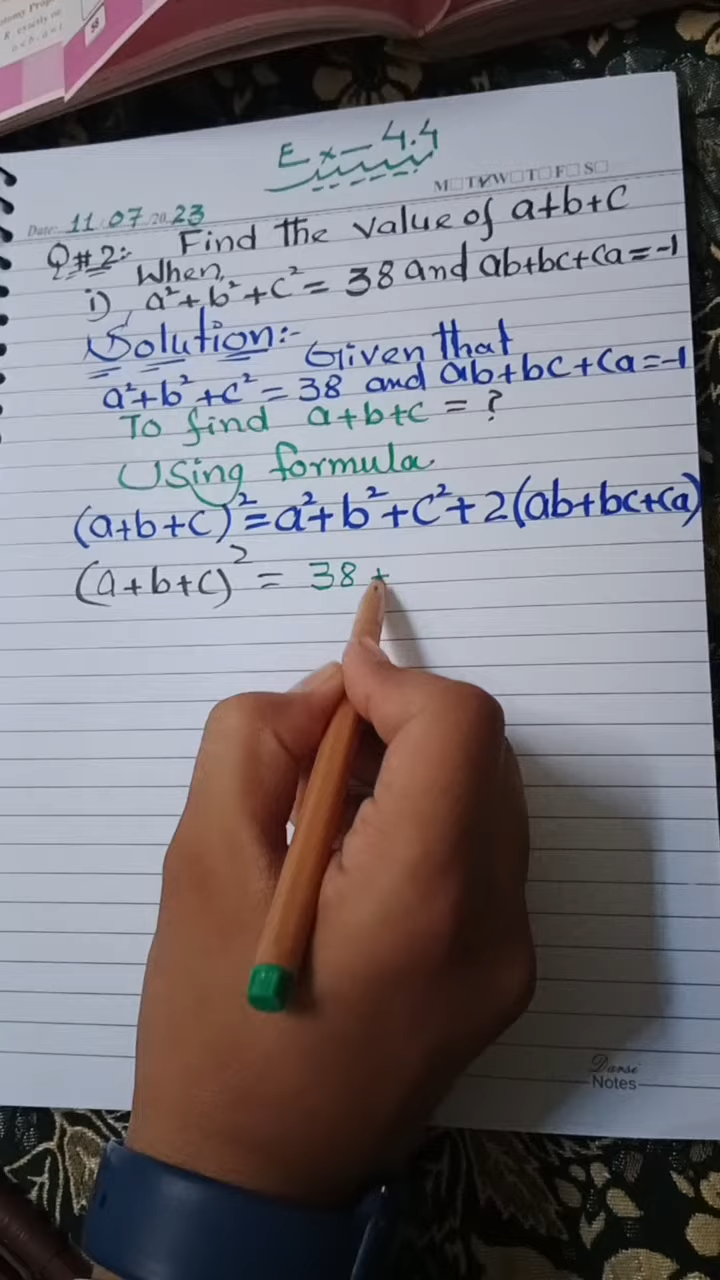 Ex-4.4
M T W T F S
Date: 11 07 2023
Q#2:- Find the value of a+b+c
When,
i) a²+b²+c² = 38 and ab+bc+ca=-1
Solution:- Given that
a²+b²+c²=38 and ab+bc+ca=-1
To find a+b+c = ?
Using formula
(a+b+c)²=a²+b²+c²+2(ab+bc+ca)
(a+b+c)² = 38 +
Notes